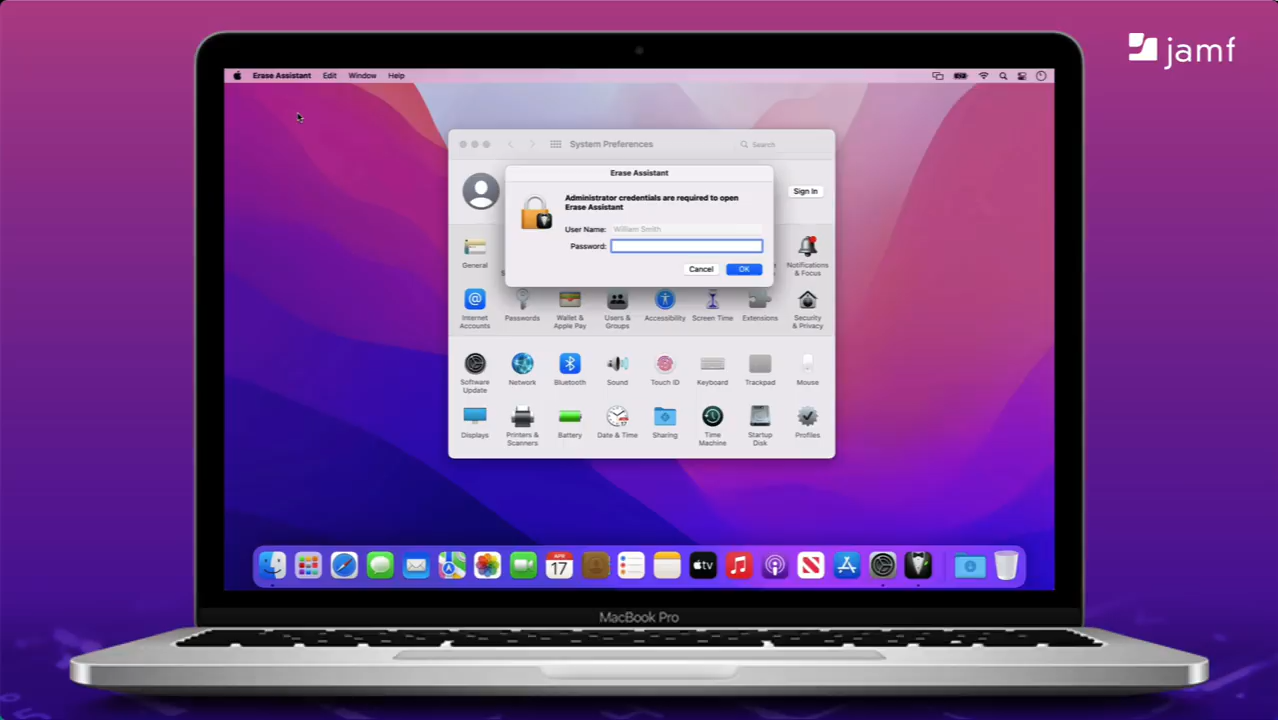 jamf
Erase Assistant Edit Window Help
System Preferences
Search
Erase Assistant
Administrator credentials are required to open
Erase Assistant
User Name: William Smith
Password:
Cancel OK
Sign In
General
Notifications
& Focus
Internet
Accounts
Passwords
Wallet &
Apple Pay
Users &
Groups
Accessibility
Screen Time
Extensions
Security
& Privacy
Software
Update
Network
Bluetooth
Sound
Touch ID
Keyboard
Trackpad
Mouse
Displays
Printers &
Scanners
Battery
Date & Time
Sharing
Time
Machine
Startup
Disk
Profiles
APR
17
tv
MacBook Pro